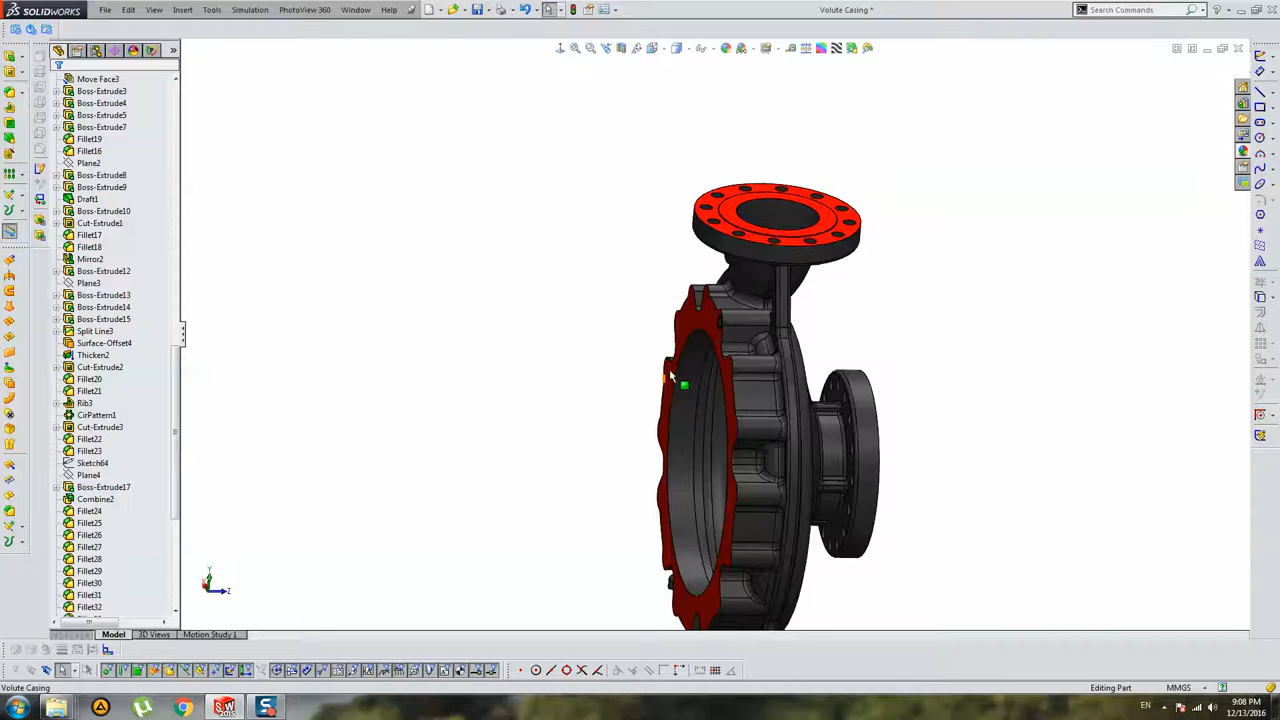 SOLIDWORKS File Edit View Insert Tools Simulation PhotoView 360 Window Help Volute Casing * Search Commands
Move Face3
Boss-Extrude3
Boss-Extrude4
Boss-Extrude5
Boss-Extrude7
Fillet19
Fillet16
Plane2
Boss-Extrude8
Boss-Extrude9
Draft1
Boss-Extrude10
Cut-Extrude1
Fillet17
Fillet18
Mirror2
Boss-Extrude12
Plane3
Boss-Extrude13
Boss-Extrude14
Boss-Extrude15
Split Line3
Surface-Offset4
Thicken2
Cut-Extrude2
Fillet20
Fillet21
Rib3
CirPattern1
Cut-Extrude3
Fillet22
Fillet23
Sketch64
Plane4
Boss-Extrude17
Combine2
Fillet24
Fillet25
Fillet26
Fillet27
Fillet28
Fillet29
Fillet30
Fillet31
Fillet32
Y
Z
Model 3D Views Motion Study 1
Volute Casing Editing Part MMGS
EN 9:08 PM
12/13/2016